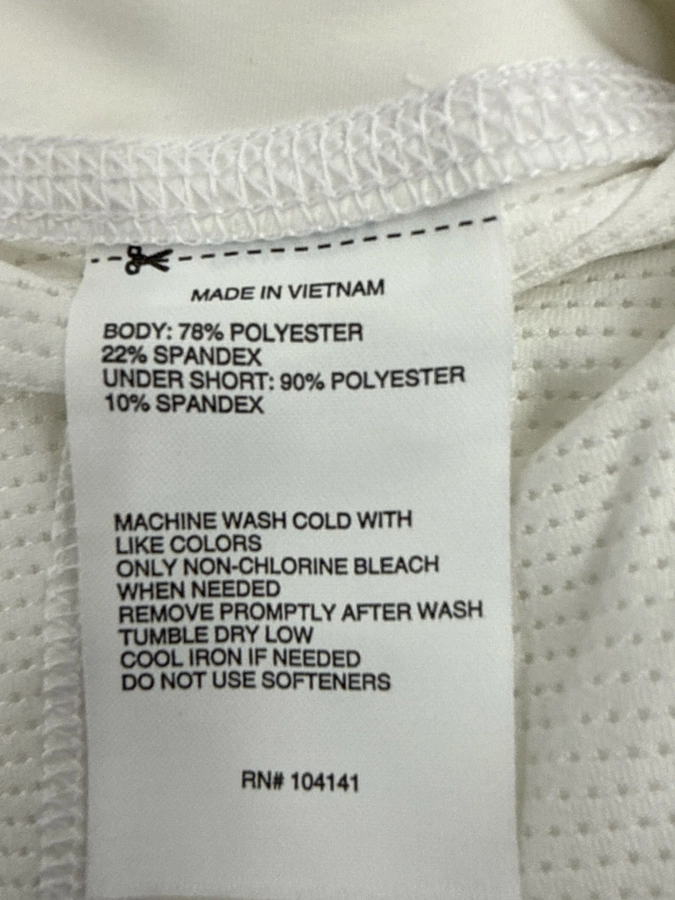 MADE IN VIETNAM
BODY: 78% POLYESTER
22% SPANDEX
UNDER SHORT: 90% POLYESTER
10% SPANDEX
MACHINE WASH COLD WITH
LIKE COLORS
ONLY NON-CHLORINE BLEACH
WHEN NEEDED
REMOVE PROMPTLY AFTER WASH
TUMBLE DRY LOW
COOL IRON IF NEEDED
DO NOT USE SOFTENERS
RN# 104141